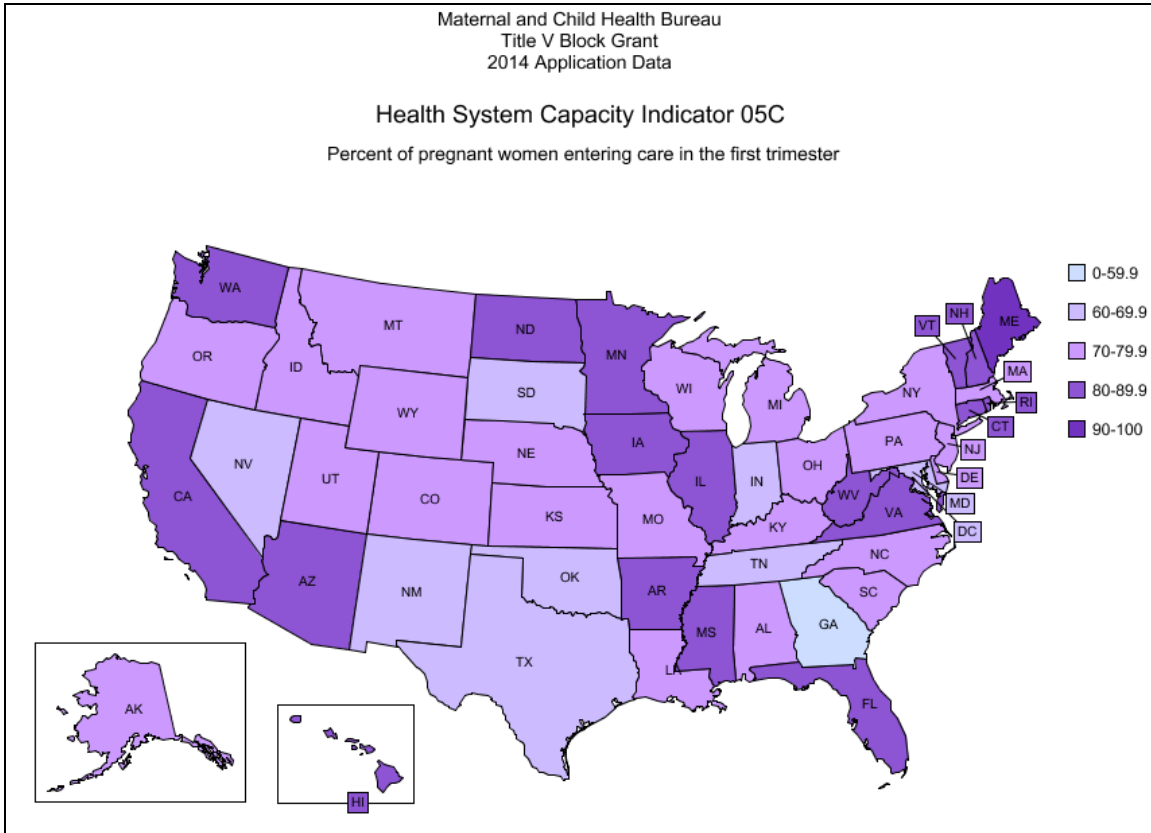 Maternal and Child Health Bureau
Title V Block Grant
2014 Application Data
Health System Capacity Indicator 05C
Percent of pregnant women entering care in the first trimester
0-59.9
60-69.9
70-79.9
80-89.9
90-100
WA
MT
ND
MN
OR
ID
WY
SD
WI
MI
NY
VT
NH
ME
MA
RI
CT
NJ
PA
DE
MD
DC
NV
UT
CO
NE
IA
IL
IN
OH
WV
VA
CA
KS
MO
KY
NC
AZ
NM
OK
AR
TN
SC
TX
LA
MS
AL
GA
FL
AK
HI